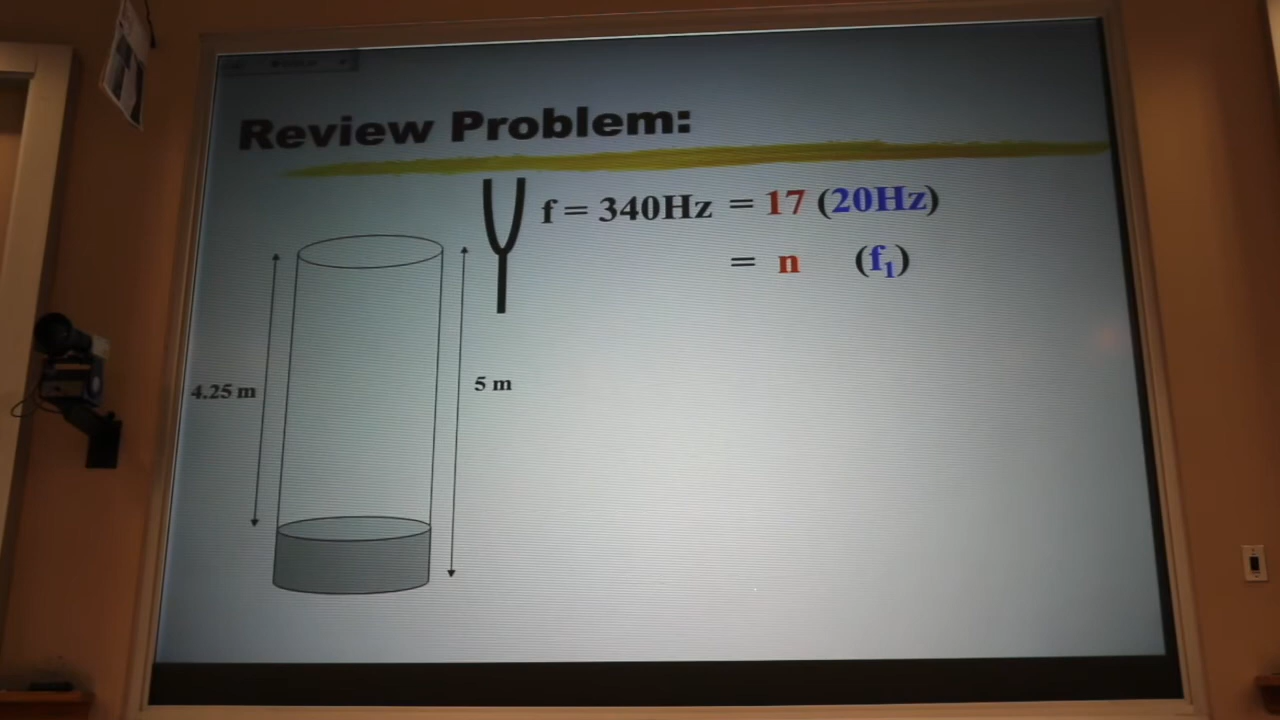 Review Problem:
f = 340Hz = 17 (20Hz)
= n (f₁)
4.25 m
5 m